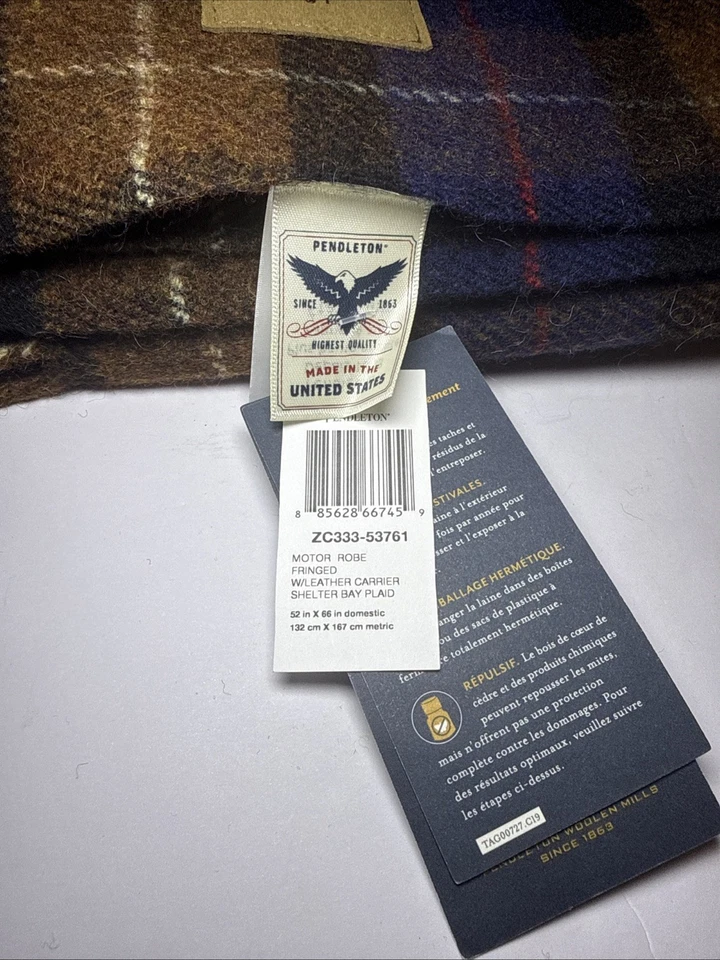 PENDLETON®
SINCE 1863
HIGHEST QUALITY
MADE IN THE
UNITED STATES
PENDLETON®
8 85628 66745 9
ZC333-53761
MOTOR ROBE
FRINGED
W/LEATHER CARRIER
SHELTER BAY PLAID
52 in X 66 in domestic
132 cm X 167 cm metric
ement
taches et
résidus de la
l'entreposer.
STIVALES.
aine à l'extérieur
fois par année pour
sser et l'exposer à la
BALLAGE HERMÉTIQUE.
anger la laine dans des boîtes
ou des sacs de plastique à
ferm e totalement hermétique.
RÉPULSIF. Le bois de cœur de
cèdre et des produits chimiques
peuvent repousser les mites,
mais n'offrent pas une protection
complète contre les dommages. Pour
des résultats optimaux, veuillez suivre
les étapes ci-dessus.
TAG00727.C19
PENDLETON WOOLEN MILLS
SINCE 1863